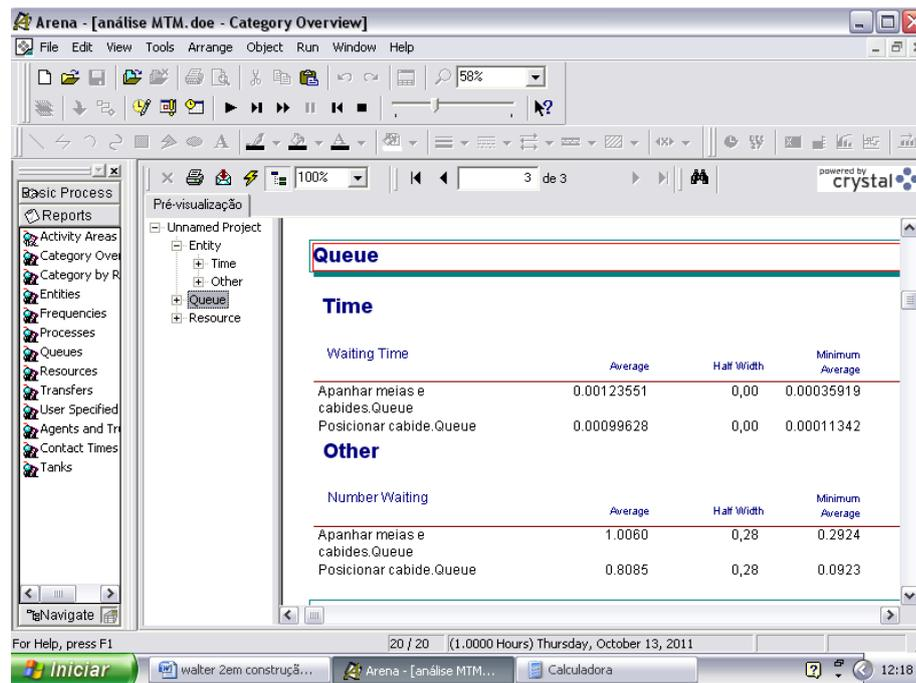 Arena - [análise MTM.doe - Category Overview]
File Edit View Tools Arrange Object Run Window Help
58%
Basic Process
Reports
Activity Areas
Category Over
Category by R
Entities
Frequencies
Processes
Queues
Resources
Transfers
User Specified
Agents and Tr
Contact Times
Tanks
Navigate
100%
3 de 3
powered by
crystal
Pré-visualização
Unnamed Project
Entity
Time
Other
Queue
Resource
Queue
Time
Waiting Time Average Half Width Minimum Average
Apanhar meias e cabides.Queue 0.00123551 0,00 0.00035919
Posicionar cabide.Queue 0.00099628 0,00 0.00011342
Other
Number Waiting Average Half Width Minimum Average
Apanhar meias e cabides.Queue 1.0060 0,28 0.2924
Posicionar cabide.Queue 0.8085 0,28 0.0923
For Help, press F1 20 / 20 (1.0000 Hours) Thursday, October 13, 2011
Iniciar walter 2em construçã... Arena - [análise MTM... Calculadora 12:18